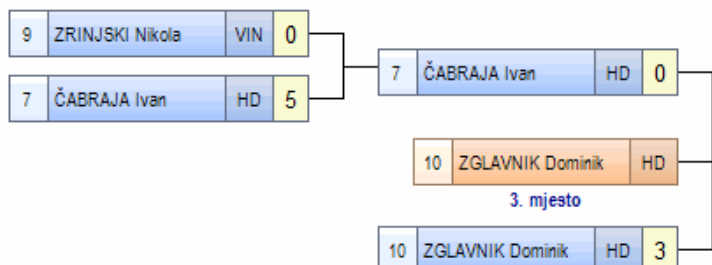 9 ZRINJSKI Nikola VIN 0
7 ČABRAJA Ivan HD 5
7 ČABRAJA Ivan HD 0
10 ZGLAVNIK Dominik HD
3. mjesto
10 ZGLAVNIK Dominik HD 3